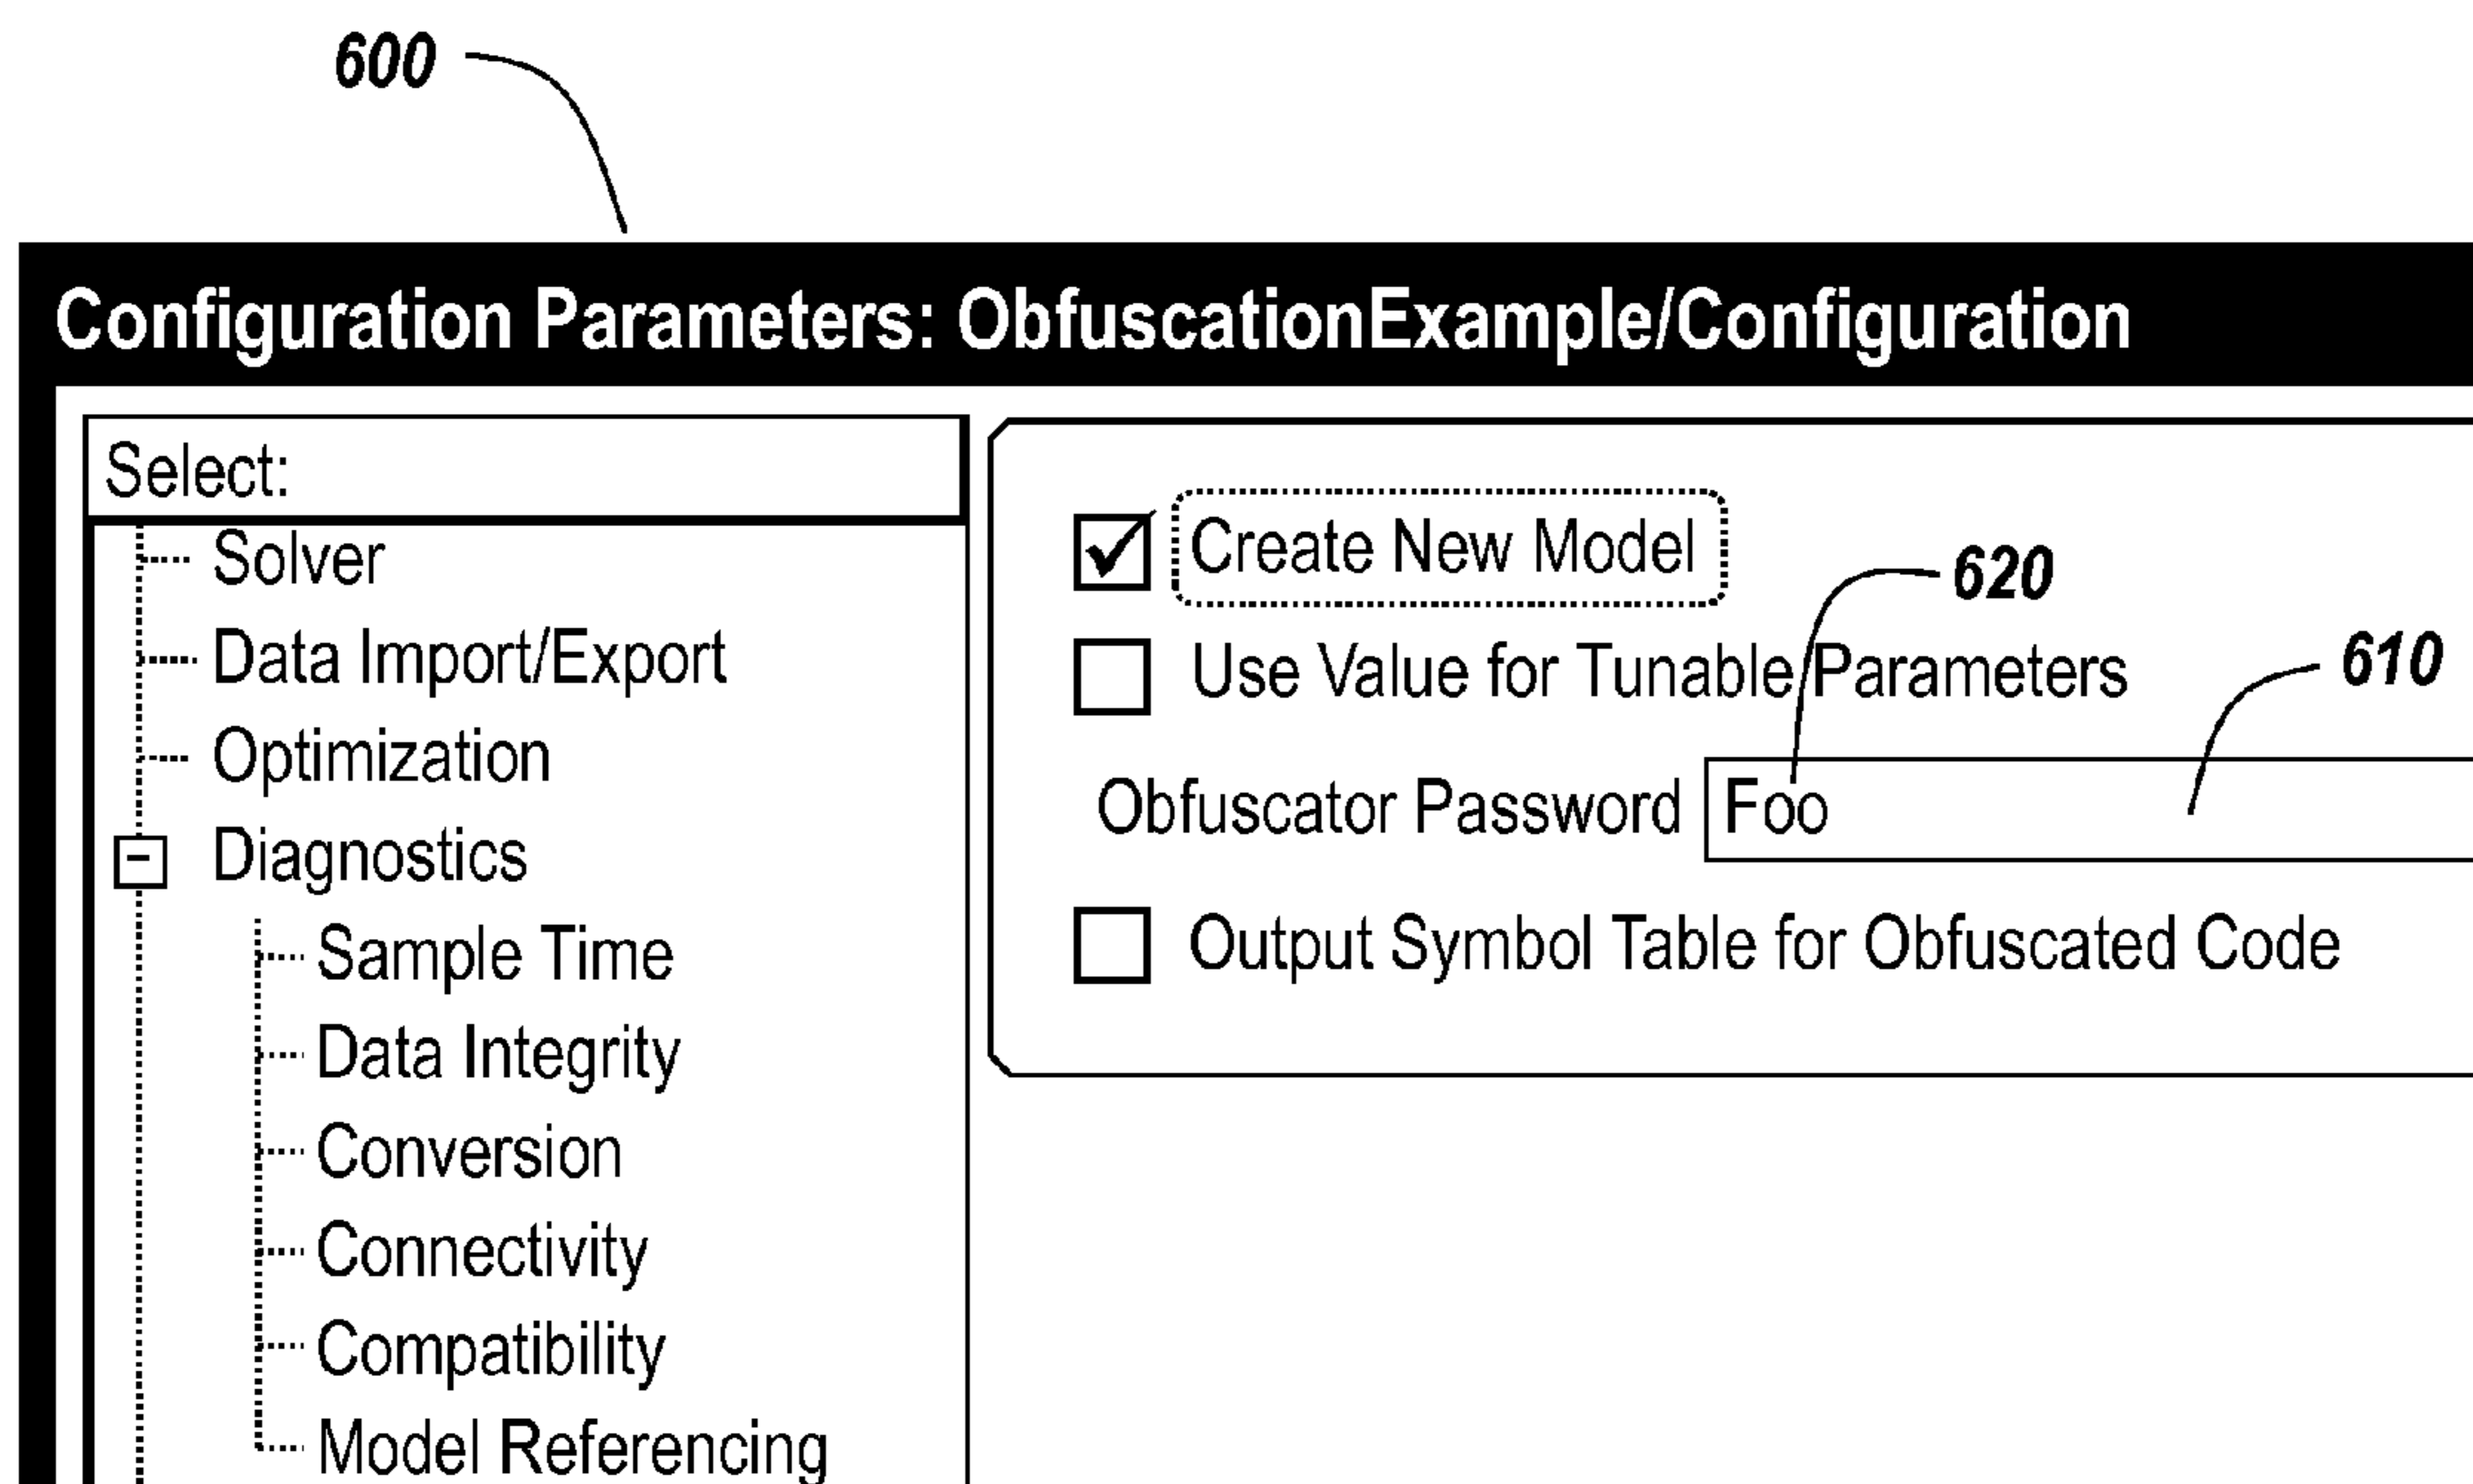 600
Configuration Parameters: ObfuscationExample/Configuration
Select:
Solver
Data Import/Export
Optimization
Diagnostics
Sample Time
Data Integrity
Conversion
Connectivity
Compatibility
Model Referencing
Create New Model
620
Use Value for Tunable Parameters
610
Obfuscator Password Foo
Output Symbol Table for Obfuscated Code